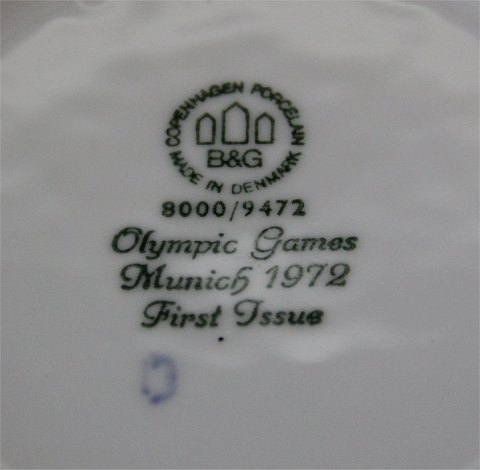 COPENHAGEN PORCELAIN
B&G
MADE IN DENMARK
8000/9472
Olympic Games
Munich 1972
First Issue